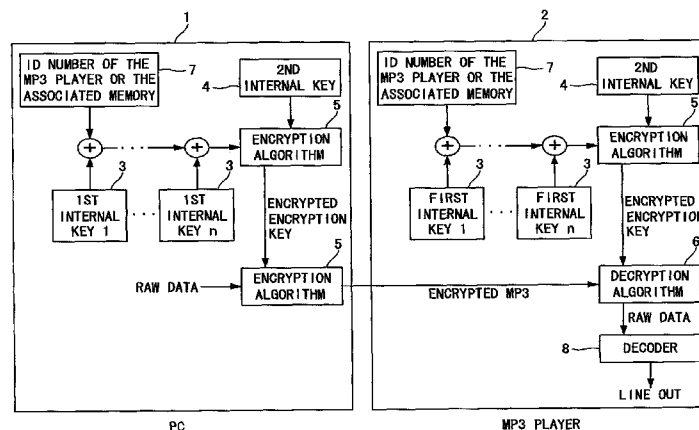 1
ID NUMBER OF THE
MP3 PLAYER OR THE
ASSOCIATED MEMORY
7
2ND
INTERNAL KEY
4
5
ENCRYPTION
ALGORITHM
+
+
3
3
1ST
INTERNAL
KEY 1
1ST
INTERNAL
KEY n
ENCRYPTED
ENCRYPTION
KEY
5
RAW DATA
ENCRYPTION
ALGORITHM
PC
ENCRYPTED MP3
2
ID NUMBER OF THE
MP3 PLAYER OR THE
ASSOCIATED MEMORY
7
2ND
INTERNAL KEY
4
5
ENCRYPTION
ALGORITHM
+
+
3
3
FIRST
INTERNAL
KEY 1
FIRST
INTERNAL
KEY n
ENCRYPTED
ENCRYPTION
KEY
6
DECRYPTION
ALGORITHM
RAW DATA
8
DECODER
LINE OUT
MP3 PLAYER